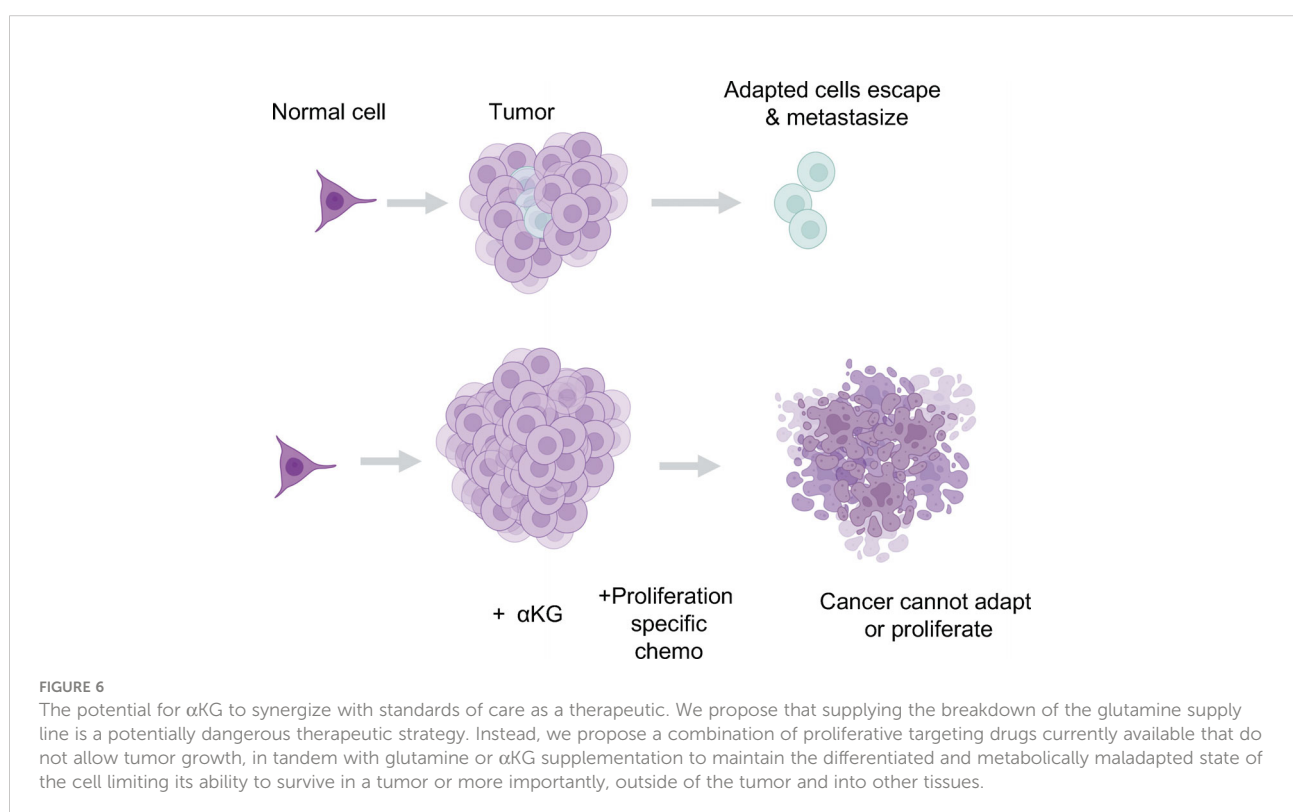 Normal cell
Tumor
Adapted cells escape
& metastasize
+ αKG
+Proliferation
specific
chemo
Cancer cannot adapt
or proliferate
FIGURE 6
The potential for αKG to synergize with standards of care as a therapeutic. We propose that supplying the breakdown of the glutamine supply
line is a potentially dangerous therapeutic strategy. Instead, we propose a combination of proliferative targeting drugs currently available that do
not allow tumor growth, in tandem with glutamine or αKG supplementation to maintain the differentiated and metabolically maladapted state of
the cell limiting its ability to survive in a tumor or more importantly, outside of the tumor and into other tissues.